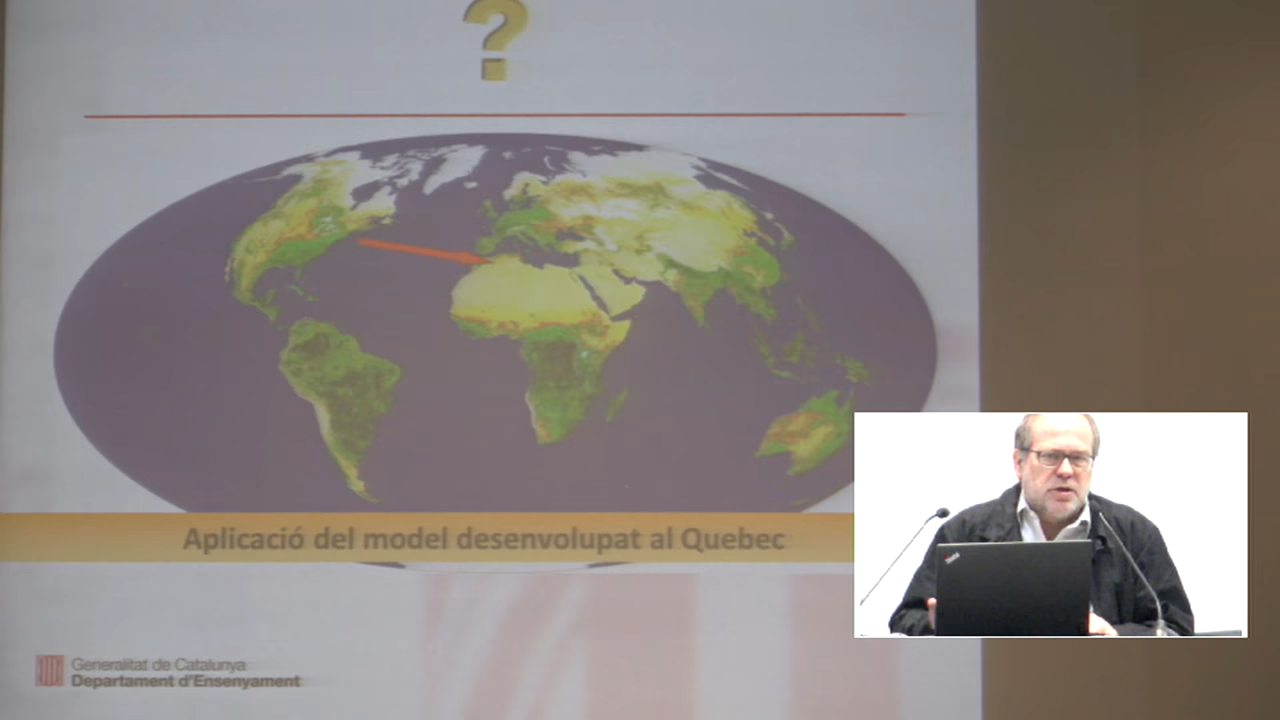 ?
Aplicació del model desenvolupat al Quebec
Generalitat de Catalunya
Departament d'Ensenyament